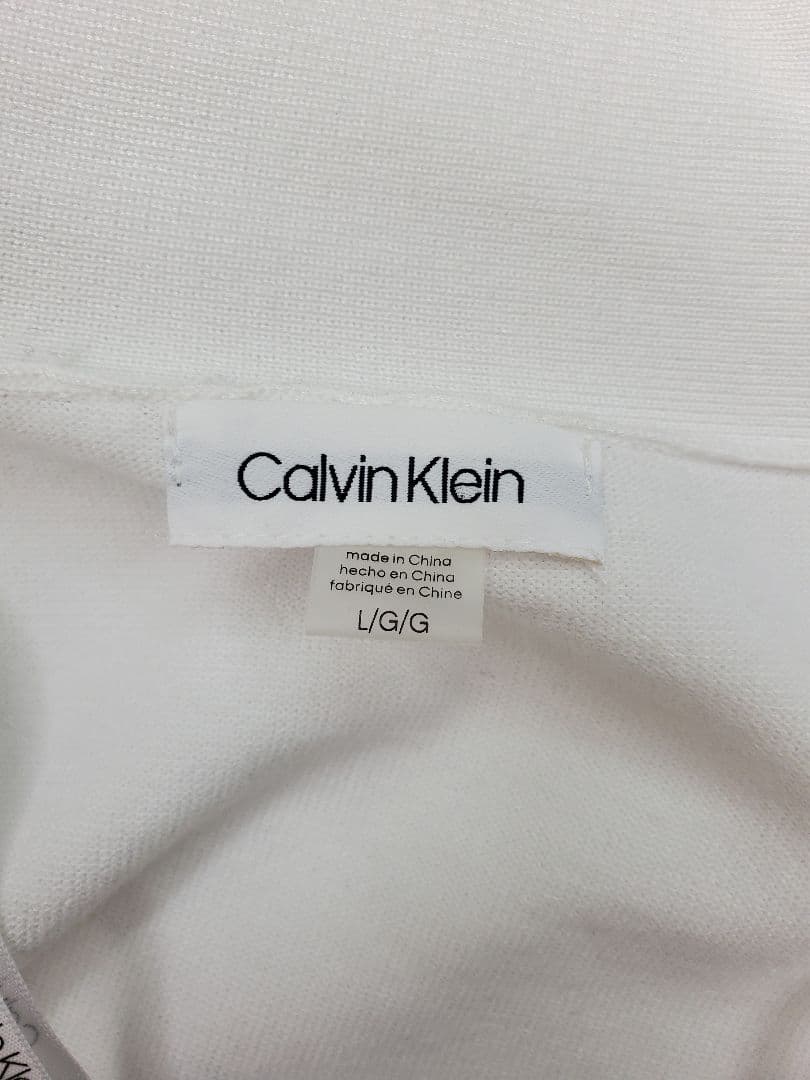 Calvin Klein
made in China
hecho en China
fabriqué en Chine
L/G/G